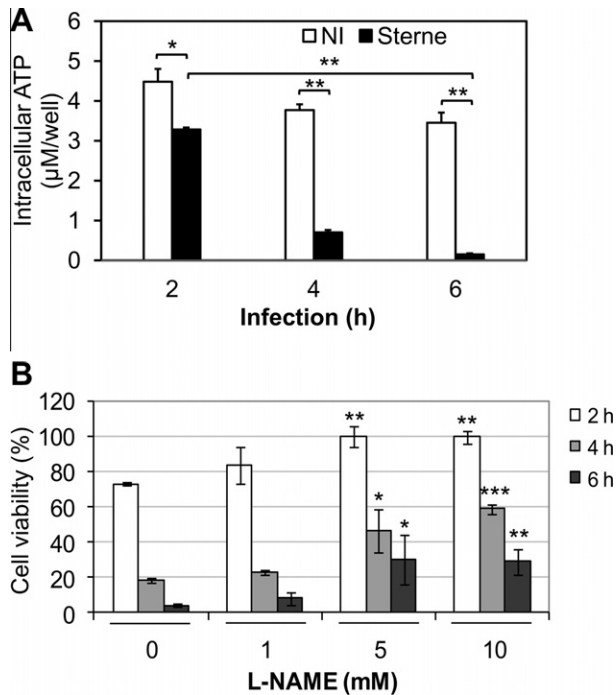 A
NI Sterne
Intracellular ATP
(µM/well)
6
5
4
3
2
1
0
*
**
**
**
2 4 6
Infection (h)
B
Cell viability (%)
120
100
80
60
40
20
0
** **
* * *** **
2 h
4 h
6 h
0 1 5 10
L-NAME (mM)